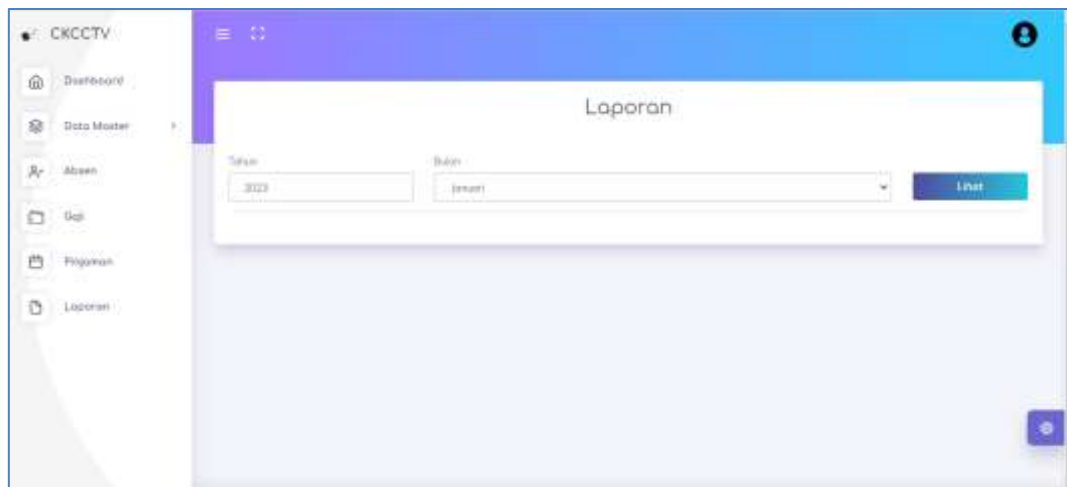 CKCCTV
Dashboard
Data Master
Absen
Gaji
Pinjaman
Laporan
Laporan
Tahun
Bulan
2023
Januari
Lihat